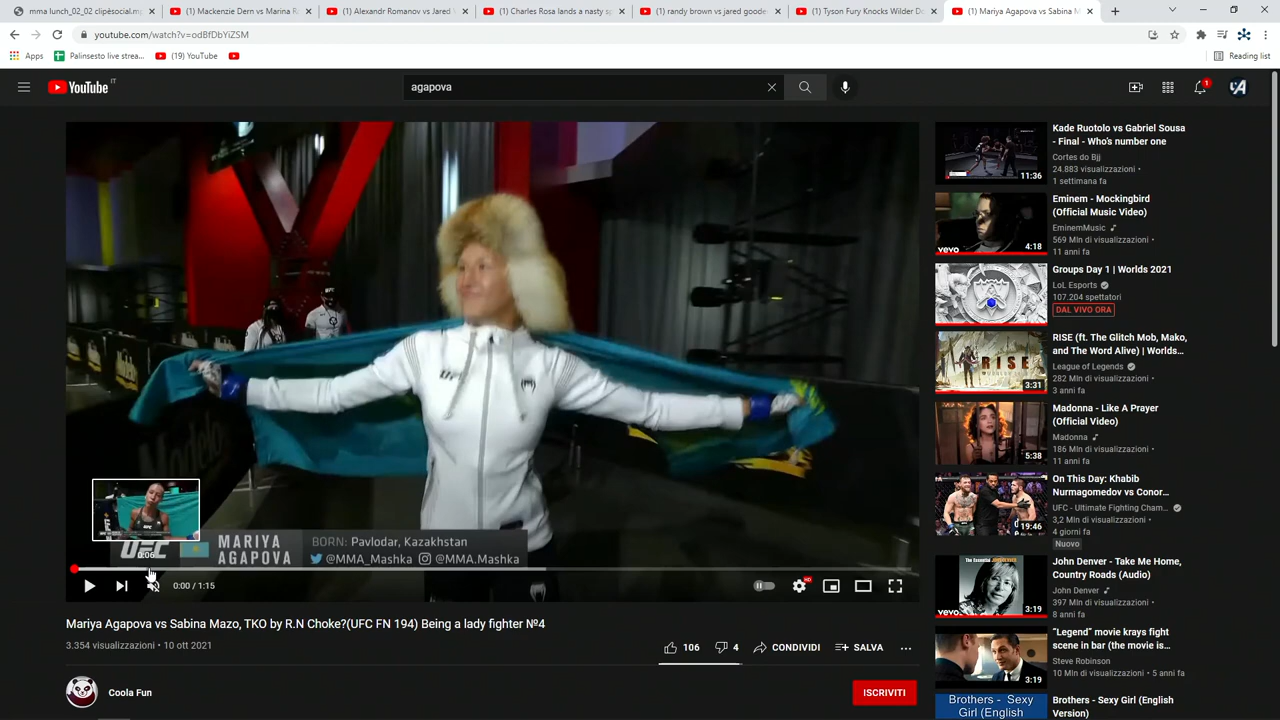 mma lunch_02_02 clipësocial.mp
(1) Mackenzie Dern vs Marina R
(1) Alexandr Romanov vs Jared V
(1) Charles Rosa lands a nasty s
(1) randy brown vs jared goode
(1) Tyson Fury Knocks Wilder D
(1) Mariya Agapova vs Sabina M
youtube.com/watch?v=odBfDbYiZSM
Apps
Palinsesto live strea...
(19) YouTube
Reading list
YouTube IT
agapova
1
Kade Ruotolo vs Gabriel Sousa
- Final - Who's number one
Cortes do Bjj
24.883 visualizzazioni •
1 settimana fa
11:36
Eminem - Mockingbird
(Official Music Video)
EminemMusic
569 Mln di visualizzazioni •
11 anni fa
vevo
4:18
Groups Day 1 | Worlds 2021
LoL Esports
107.204 spettatori
DAL VIVO ORA
RISE (ft. The Glitch Mob, Mako,
and The Word Alive) | Worlds...
League of Legends
282 Mln di visualizzazioni •
3 anni fa
RISE
3:31
Madonna - Like A Prayer
(Official Video)
Madonna
186 Mln di visualizzazioni •
11 anni fa
5:38
On This Day: Khabib
Nurmagomedov vs Conor...
UFC - Ultimate Fighting Cham...
3,2 Mln di visualizzazioni •
4 giorni fa
Nuovo
19:46
John Denver - Take Me Home,
Country Roads (Audio)
John Denver
397 Mln di visualizzazioni •
8 anni fa
3:19
“Legend” movie krays fight
scene in bar (the movie is...
Steve Robinson
10 Mln di visualizzazioni • 5 anni fa
3:19
Brothers - Sexy Girl (English
Version)
Brothers - Sexy
Girl (English
UFC
MARIYA
AGAPOVA
BORN: Pavlodar, Kazakhstan
@MMA_Mashka @MMA.Mashka
0:06
0:00 / 1:15
HD
Mariya Agapova vs Sabina Mazo, TKO by R.N Choke?(UFC FN 194) Being a lady fighter №4
3.354 visualizzazioni • 10 ott 2021
106
4
CONDIVIDI
SALVA
Coola Fun
ISCRIVITI